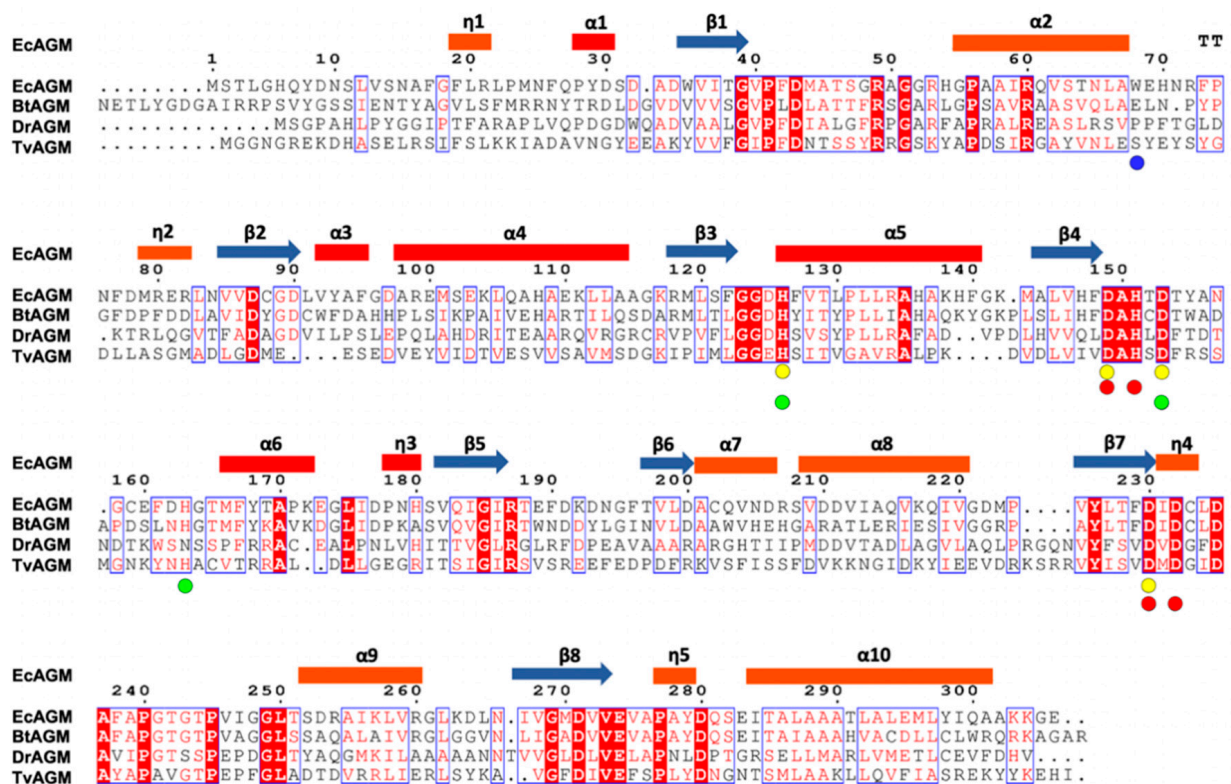 η1 α1 β1 α2 TT
EcAGM
1 10 20 30 40 50 60 70
EcAGM ........MSTLGHQYDNSLVSNAFGFLRLPMNFQPYDSD.ADWVITGVPFDMATSGRAGGRHGPAAIRQVSTNLAWEHNRFP
BtAGM NETLYGDGAIRRPSVYGSSIENTYAGVLSFMRRNYTRDLDGVDVVVSGVPLDLATTFRSGARLGPSAIRAASVQLAELNPYP
DrAGM .............MSGPAHLPYGGIPTFARAPLVQPDGDWQADVAALGVPFDIALGFRPGARFAPRALREASLRSVPPFTGLD
TvAGM .........MGGNGREKDHASELRSIFSLKKIADAVNGYEEAKYVVFGIPFDNTSSYRRGSKYAPDSIRGAYVNLESYEYSYG
η2 β2 α3 α4 β3 α5 β4
EcAGM
80 90 100 110 120 130 140 150
EcAGM NFDMRERLNVVDCGDLVYAFGDAREMSEKLQAHAEKLLAAGKRMLSFGGDHFVTLPLLRAHAKHFGK.MALVHFDAHTDTYAN
BtAGM GFDPFDDLAVIDYGDCWFDAHHPLSIKPAIVEHARTILQSDARMLTLGGDHYITYPLLIAHAQKYGKPLSLIHFDAHTDTWAD
DrAGM .KTRLQGVTFADAGDVILPSLEPQLAHDRITEAARQVRGRCRVPVFLGGDHSVSYPLLRAFAD..VPDLHVVQLDAHLDFTDT
TvAGM DLLASGMADLGDME...ESEDVEYVIDTVESVVSAVMSDGKIPIMLGGEHSITVGAVRALPK....DVDLVIVDAHSDFRSS
α6 η3 β5 β6 α7 α8 β7 η4
EcAGM
160 170 180 190 200 210 220 230
EcAGM .GCEFDHGTMFYTAPKEGLIDPNHSVQIGIRTEFDKDNGFTVLDACQVNDRSVDDVIAQVKQIVGDMP....VYLTFDIDCLD
BtAGM APDSLNHGTMFYKAVKDGLIDPKASVQVGIRTWNDDYLGINVLDAAWVHEHGARATLERIESIVGGRP....AYLTFDIDCLD
DrAGM NDTKWSNSSPFRRAC.EALPNLVHITTVGLRGLRFDPEAVAAARARGHTIIPMDDVTADLAGVLAQLPRGQNVYFSVDVDGFD
TvAGM MGNKYNHACVTRRAL.DLLGEGRITSIGIRSVSREEFEDPDFRKVSFISSFDVKKNGIDKYIEEVDRKSRRVYISVDMDGID
α9 β8 η5 α10
EcAGM
240 250 260 270 280 290 300
EcAGM AFAPGTGTPVIGGLTSDRAIKLVRGLKDLN.IVGMDVVEVAPAYDQSEITALAAATLALEMLYIQAAKKGE..
BtAGM AFAPGTGTPVAGGLSSAQALAIVRGLGGVN.LIGADVVEVAPAYDQSEITAIAAAHVACDLLCLWRQRKAGAR
DrAGM AVIPGTSSPEPDGLTYAQGMKILAAAAANNTVVGLDLVELAPNLDPTGRSELLMARLVMETLCEVFDHV....
TvAGM AYAPAVGTPEPFGLADTDVRRLIERLSYKA..VGFDIVEFSPLYDNGNTSMLAAKLLQVFIASREKYYKEHI.